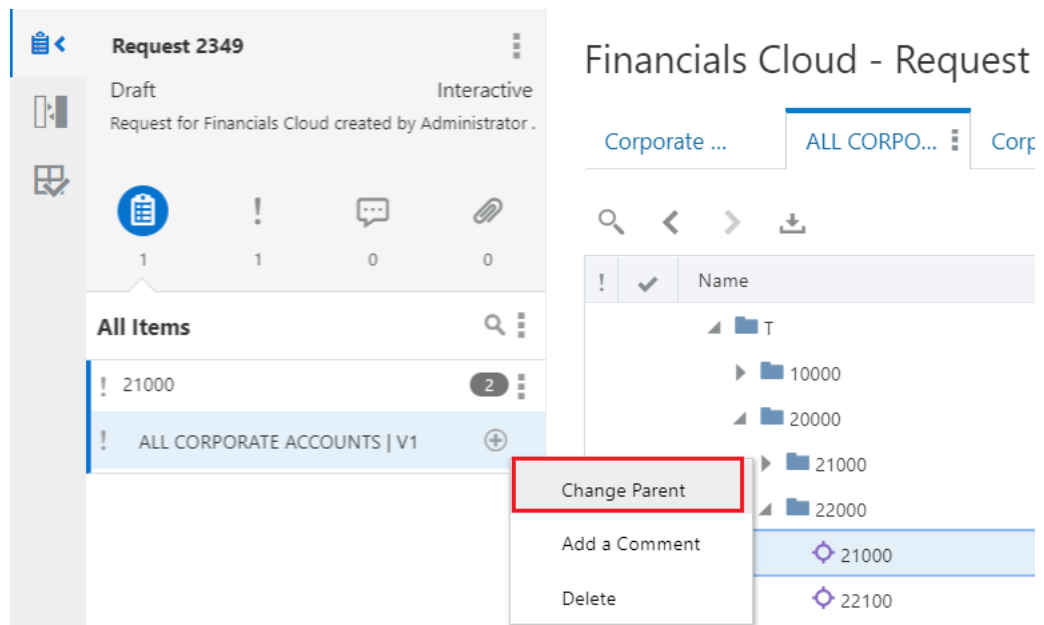 Request 2349
Draft Interactive
Request for Financials Cloud created by Administrator .
1 1 0 0
All Items
! 21000 2
! ALL CORPORATE ACCOUNTS | V1
Change Parent
Add a Comment
Delete
Financials Cloud - Request
Corporate ... ALL CORPO... Corp
! Name
T
10000
20000
21000
22000
21000
22100